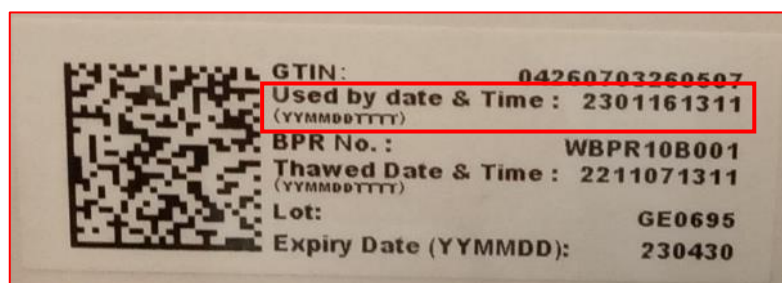 GTIN: 04260703260507
Used by date & Time : 2301161311
(YYMMDDTTTT)
BPR No. : WBPR10B001
Thawed Date & Time : 2211071311
(YYMMDDTTTT)
Lot: GE0695
Expiry Date (YYMMDD): 230430